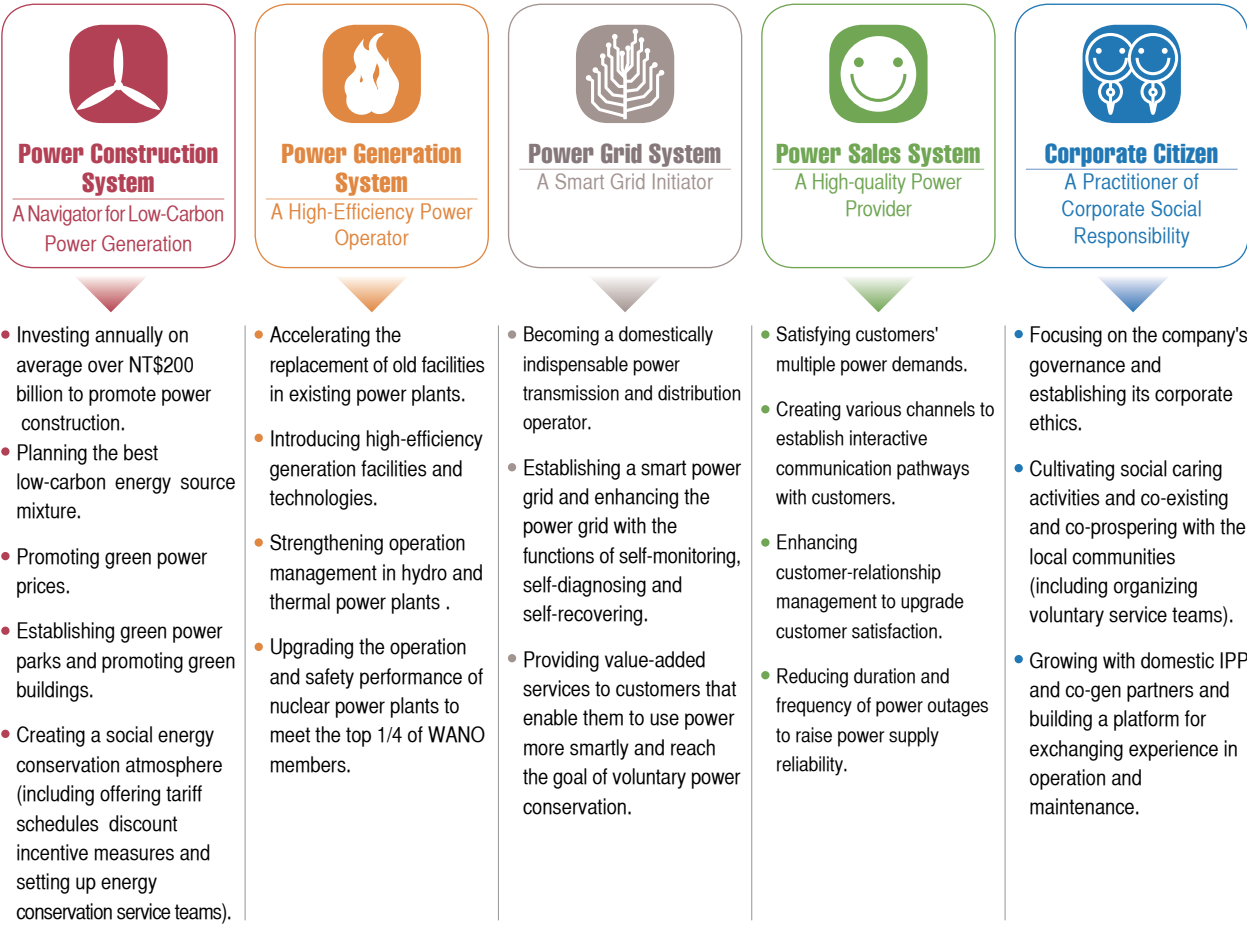 Power Construction
System
A Navigator for Low-Carbon
Power Generation
• Investing annually on
average over NT$200
billion to promote power
construction.
• Planning the best
low-carbon energy source
mixture.
• Promoting green power
prices.
• Establishing green power
parks and promoting green
buildings.
• Creating a social energy
conservation atmosphere
(including offering tariff
schedules discount
incentive measures and
setting up energy
conservation service teams).
Power Generation
System
A High-Efficiency Power
Operator
• Accelerating the
replacement of old facilities
in existing power plants.
• Introducing high-efficiency
generation facilities and
technologies.
• Strengthening operation
management in hydro and
thermal power plants .
• Upgrading the operation
and safety performance of
nuclear power plants to
meet the top 1/4 of WANO
members.
Power Grid System
A Smart Grid Initiator
• Becoming a domestically
indispensable power
transmission and distribution
operator.
• Establishing a smart power
grid and enhancing the
power grid with the
functions of self-monitoring,
self-diagnosing and
self-recovering.
• Providing value-added
services to customers that
enable them to use power
more smartly and reach
the goal of voluntary power
conservation.
Power Sales System
A High-quality Power
Provider
• Satisfying customers'
multiple power demands.
• Creating various channels to
establish interactive
communication pathways
with customers.
• Enhancing
customer-relationship
management to upgrade
customer satisfaction.
• Reducing duration and
frequency of power outages
to raise power supply
reliability.
Corporate Citizen
A Practitioner of
Corporate Social
Responsibility
• Focusing on the company's
governance and
establishing its corporate
ethics.
• Cultivating social caring
activities and co-existing
and co-prospering with the
local communities
(including organizing
voluntary service teams).
• Growing with domestic IPP
and co-gen partners and
building a platform for
exchanging experience in
operation and
maintenance.